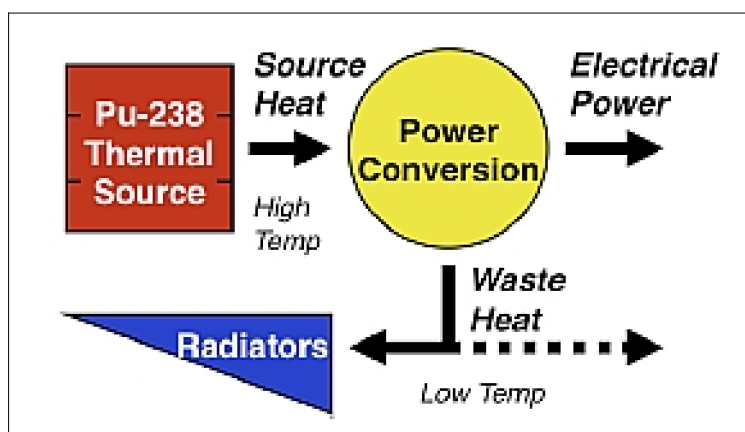 Pu-238
Thermal
Source
Source
Heat
High
Temp
Power
Conversion
Electrical
Power
Waste
Heat
Low Temp
Radiators